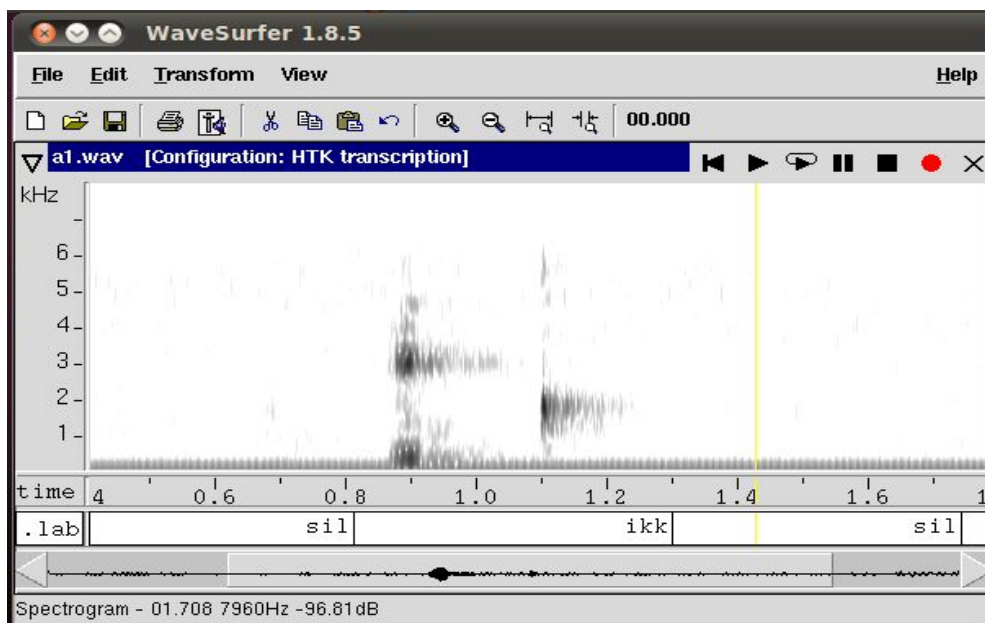 WaveSurfer 1.8.5
File Edit Transform View Help
00.000
a1.wav [Configuration: HTK transcription]
kHz
6
5
4
3
2
1
time 4 0.6 0.8 1.0 1.2 1.4 1.6 1
.lab sil ikk sil
Spectrogram - 01.708 7960Hz -96.81dB